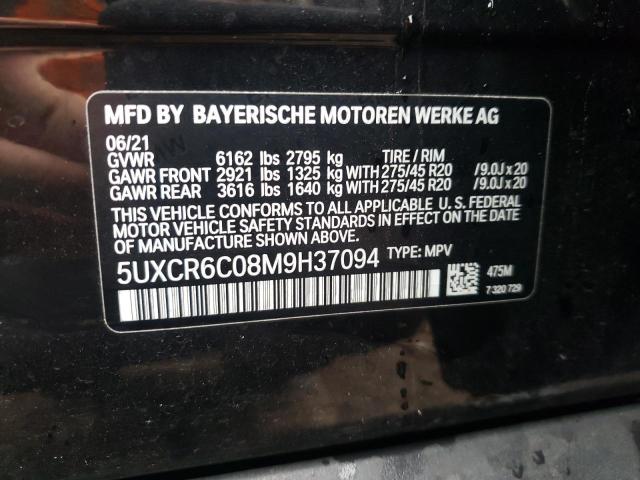 MFD BY BAYERISCHE MOTOREN WERKE AG
06/21
GVWR 6162 lbs 2795 kg TIRE / RIM
GAWR FRONT 2921 lbs 1325 kg WITH 275/45 R20 /9.0J x 20
GAWR REAR 3616 lbs 1640 kg WITH 275/45 R20 /9.0J x 20
THIS VEHICLE CONFORMS TO ALL APPLICABLE U. S. FEDERAL
MOTOR VEHICLE SAFETY STANDARDS IN EFFECT ON THE DATE
OF MANUFACTURE SHOWN ABOVE.
5UXCR6C08M9H37094 TYPE: MPV
475M
7 320 729